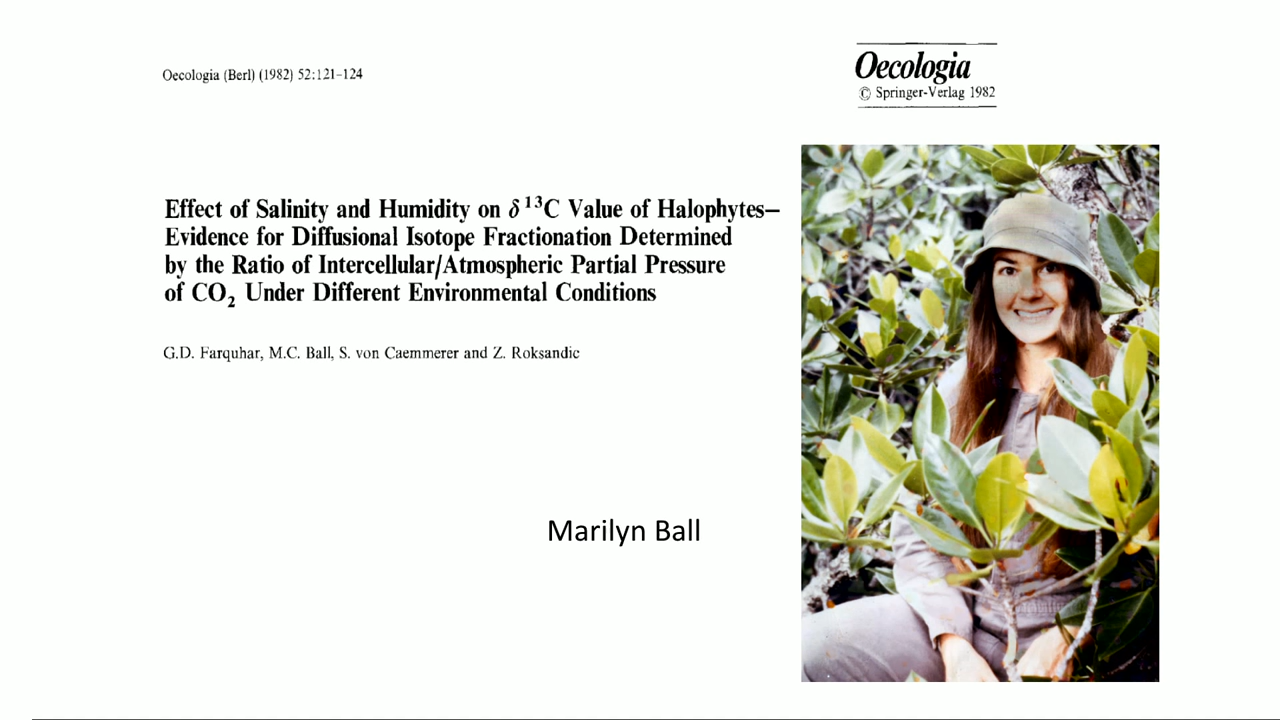 Oecologia (Berl) (1982) 52:121–124
Oecologia
© Springer-Verlag 1982
Effect of Salinity and Humidity on δ ¹³C Value of Halophytes–
Evidence for Diffusional Isotope Fractionation Determined
by the Ratio of Intercellular/Atmospheric Partial Pressure
of CO₂ Under Different Environmental Conditions
G.D. Farquhar, M.C. Ball, S. von Caemmerer and Z. Roksandic
Marilyn Ball